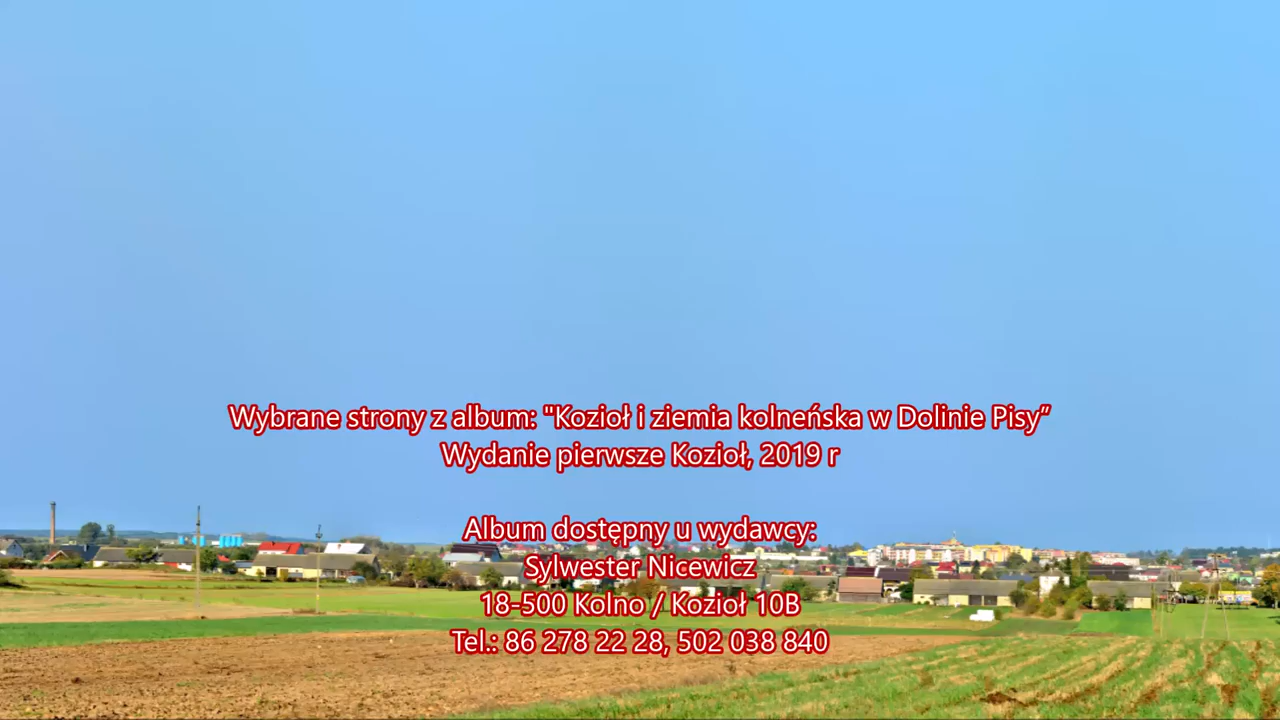 Wybrane strony z album: "Kozioł i ziemia kolneńska w Dolinie Pisy”
Wydanie pierwsze Kozioł, 2019 r
Album dostępny u wydawcy:
Sylwester Nicewicz
18-500 Kolno / Kozioł 10B
Tel.: 86 278 22 28, 502 038 840